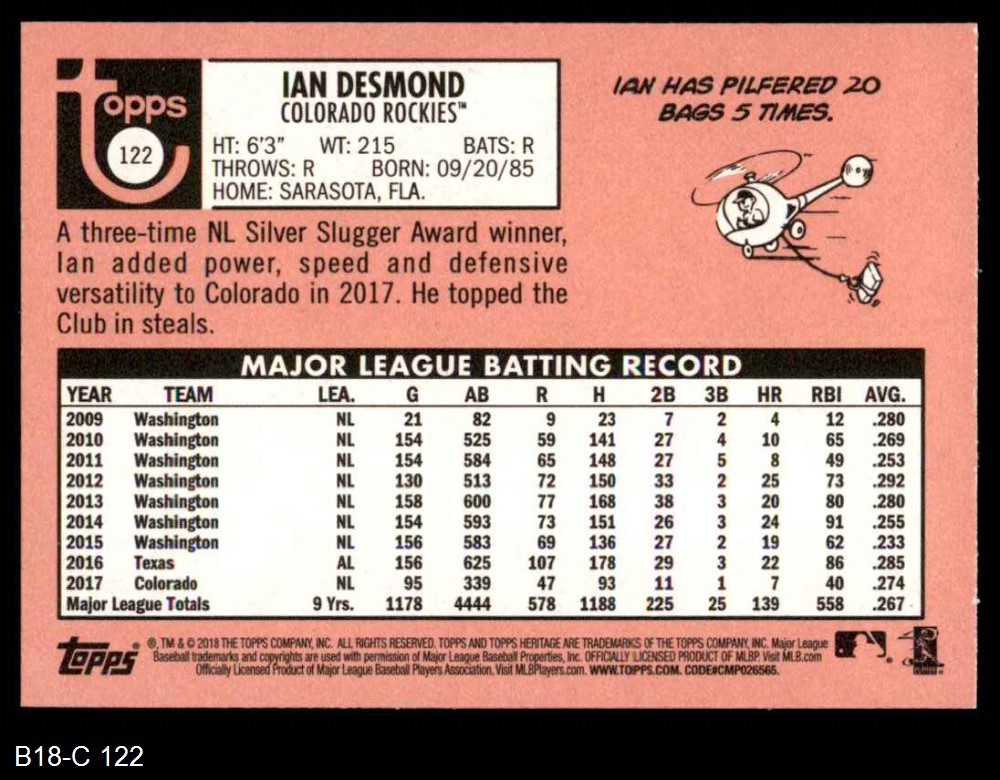 Topps
122
IAN DESMOND
COLORADO ROCKIES™
HT: 6'3" WT: 215 BATS: R
THROWS: R BORN: 09/20/85
HOME: SARASOTA, FLA.
IAN HAS PILFERED 20
BAGS 5 TIMES.
A three-time NL Silver Slugger Award winner,
Ian added power, speed and defensive
versatility to Colorado in 2017. He topped the
Club in steals.
MAJOR LEAGUE BATTING RECORD
YEAR TEAM LEA. G AB R H 2B 3B HR RBI AVG.
2009 Washington NL 21 82 9 23 7 2 4 12 .280
2010 Washington NL 154 525 59 141 27 4 10 65 .269
2011 Washington NL 154 584 65 148 27 5 8 49 .253
2012 Washington NL 130 513 72 150 33 2 25 73 .292
2013 Washington NL 158 600 77 168 38 3 20 80 .280
2014 Washington NL 154 593 73 151 26 3 24 91 .255
2015 Washington NL 156 583 69 136 27 2 19 62 .233
2016 Texas AL 156 625 107 178 29 3 22 86 .285
2017 Colorado NL 95 339 47 93 11 1 7 40 .274
Major League Totals 9 Yrs. 1178 4444 578 1188 225 25 139 558 .267
Topps® ®, TM & © 2018 THE TOPPS COMPANY, INC. ALL RIGHTS RESERVED. TOPPS AND TOPPS HERITAGE ARE TRADEMARKS OF THE TOPPS COMPANY, INC. Major League
Baseball trademarks and copyrights are used with permission of Major League Baseball Properties, Inc. OFFICIALLY LICENSED PRODUCT OF MLBP. Visit MLB.com
Officially Licensed Product of Major League Baseball Players Association. Visit MLBPlayers.com. WWW.TOPPS.COM. CODE#CMP026565.
B18-C 122